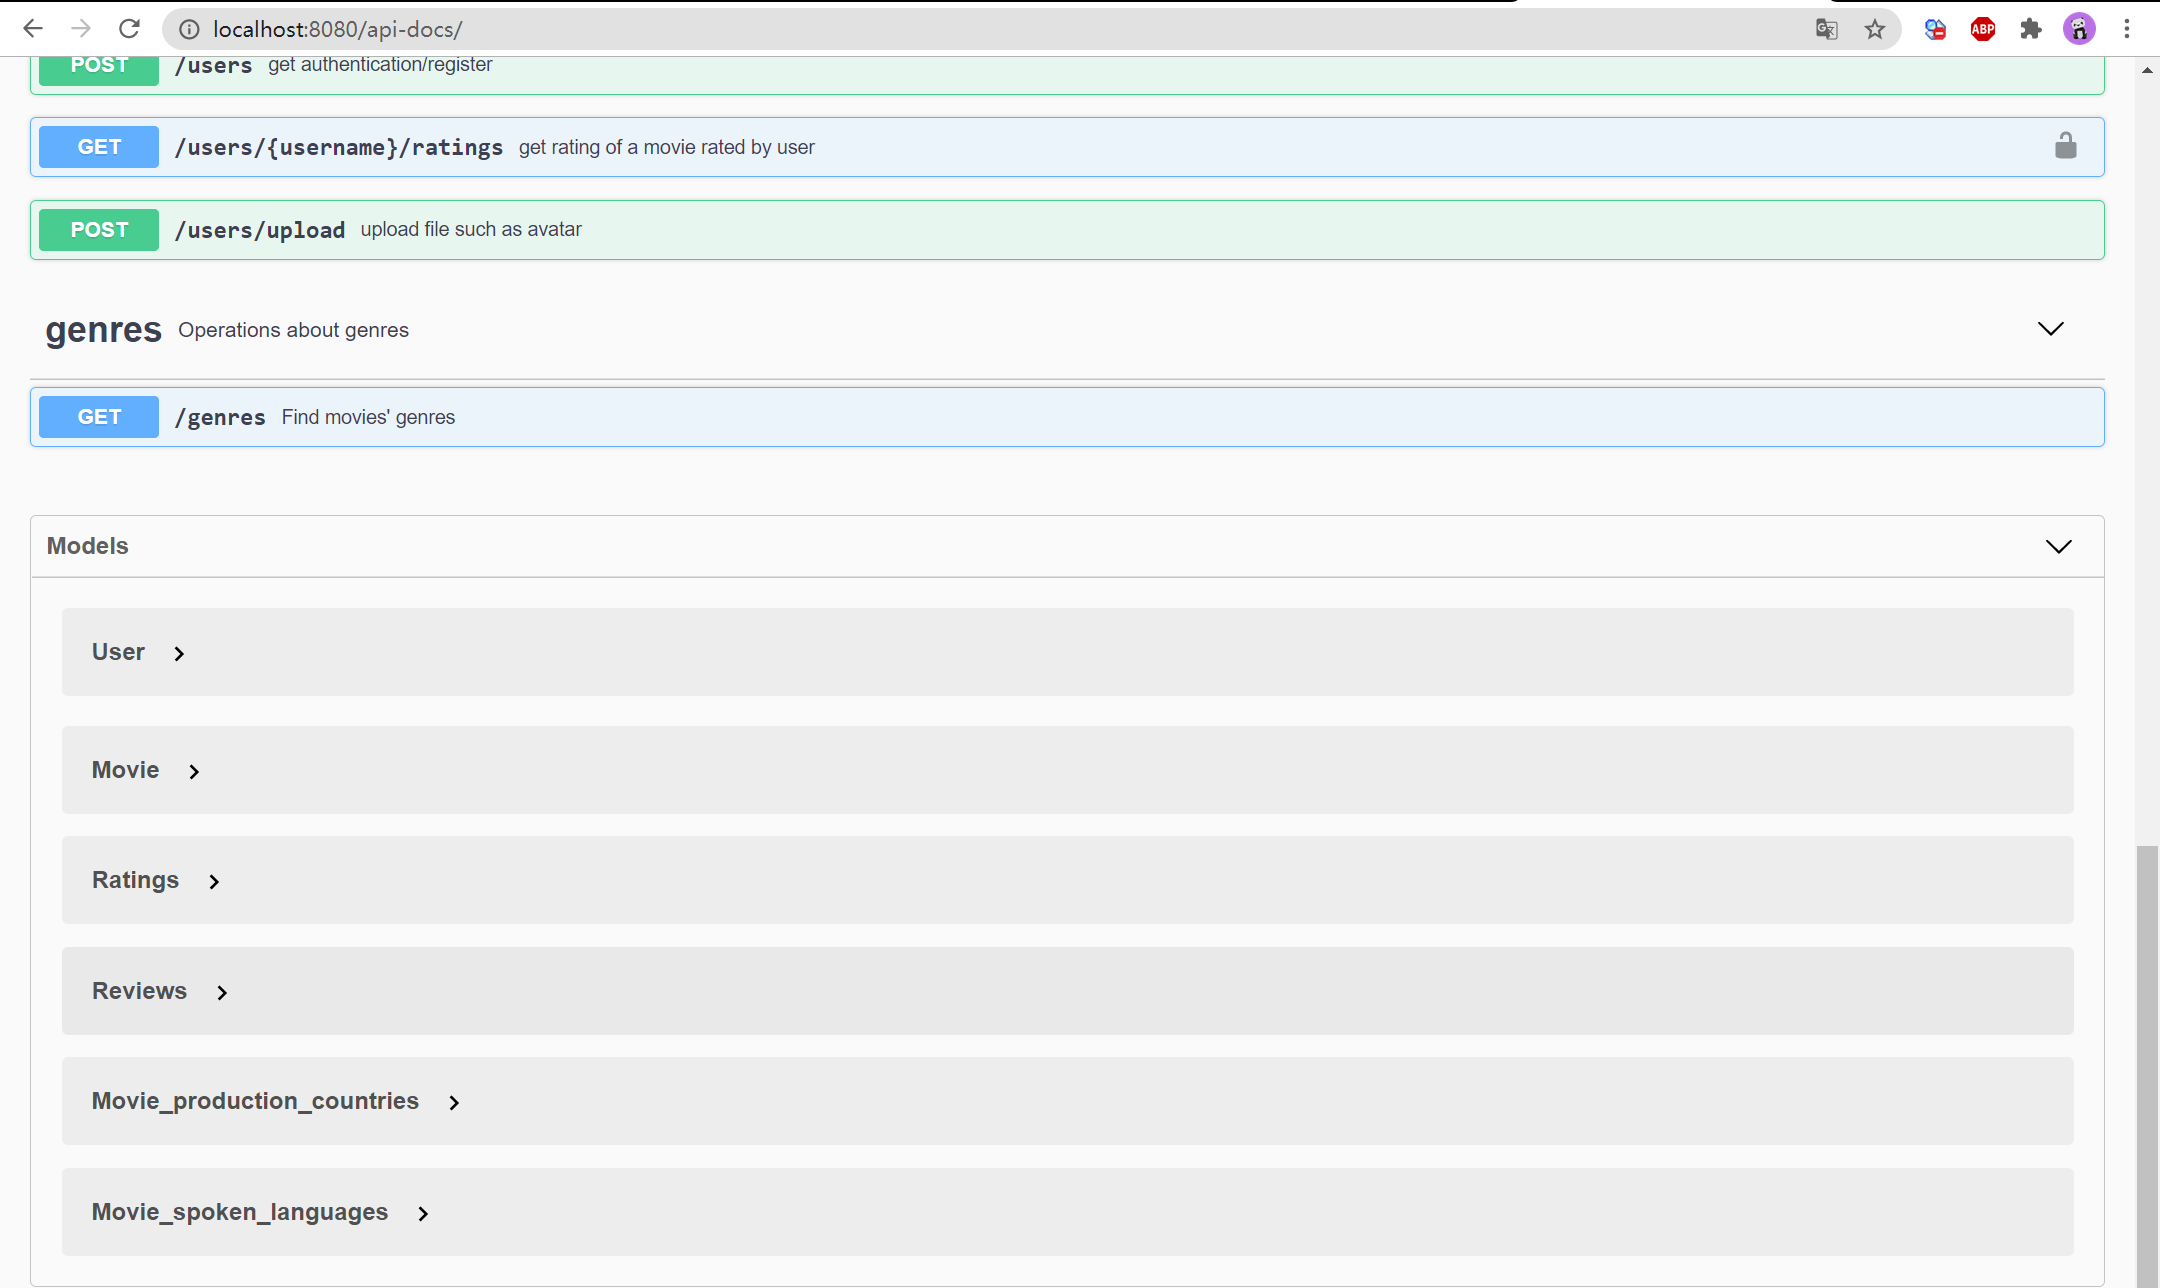 localhost:8080/api-docs/
ABP
POST /users get authentication/register
GET /users/{username}/ratings get rating of a movie rated by user
POST /users/upload upload file such as avatar
genres Operations about genres
GET /genres Find movies' genres
Models
User
Movie
Ratings
Reviews
Movie_production_countries
Movie_spoken_languages